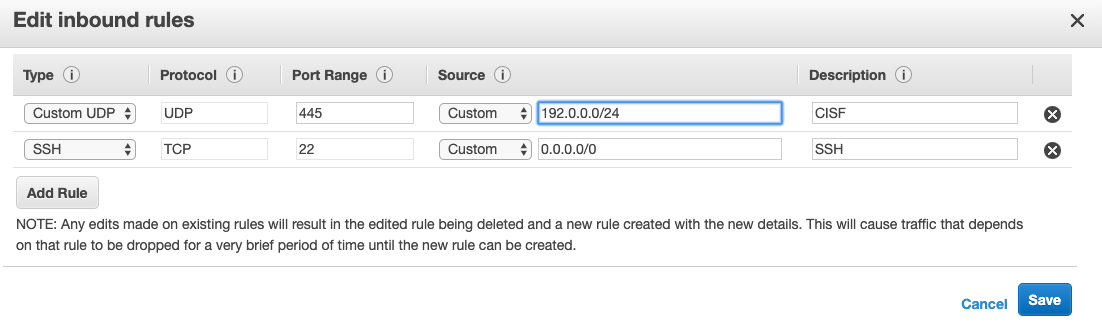 Edit inbound rules
Type Protocol Port Range Source Description
Custom UDP UDP 445 Custom 192.0.0.0/24 CISF
SSH TCP 22 Custom 0.0.0.0/0 SSH
Add Rule
NOTE: Any edits made on existing rules will result in the edited rule being deleted and a new rule created with the new details. This will cause traffic that depends
on that rule to be dropped for a very brief period of time until the new rule can be created.
Cancel Save